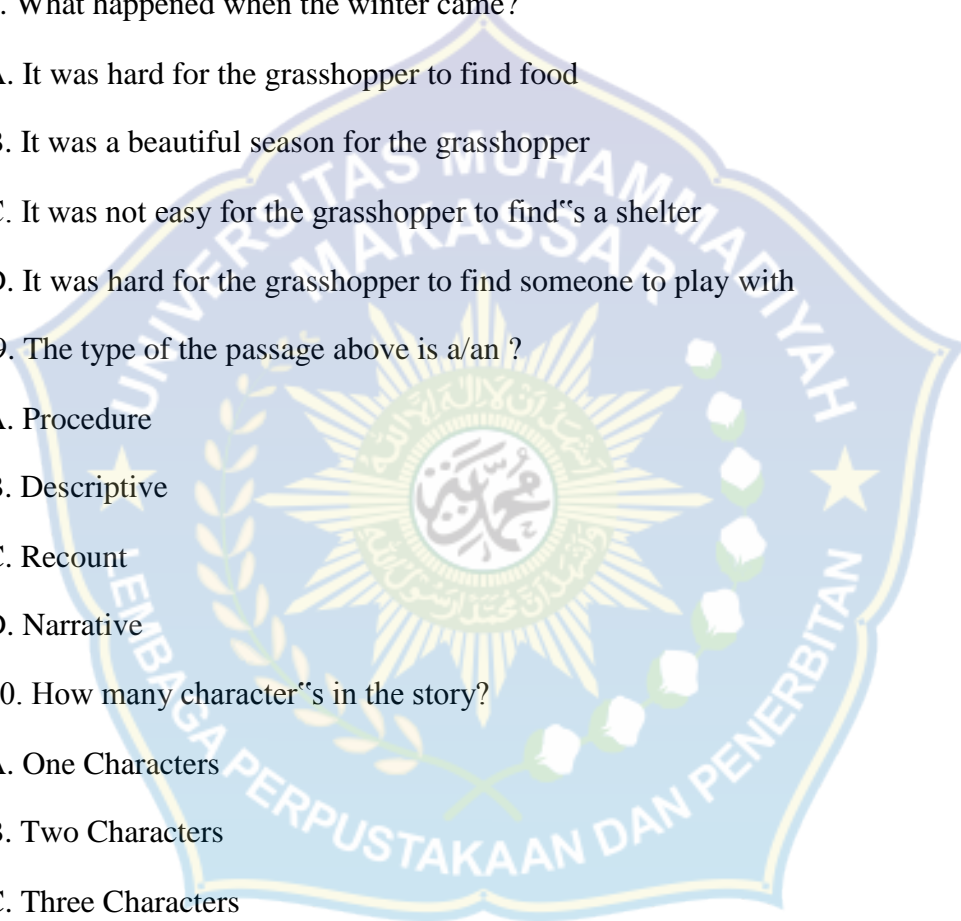 . What happened when the winter came?
A. It was hard for the grasshopper to find food
B. It was a beautiful season for the grasshopper
C. It was not easy for the grasshopper to find‟s a shelter
D. It was hard for the grasshopper to find someone to play with
9. The type of the passage above is a/an ?
A. Procedure
B. Descriptive
C. Recount
D. Narrative
0. How many character‟s in the story?
A. One Characters
B. Two Characters
C. Three Characters
UNIVERSITAS MUHAMMADIYAH
MAKASSAR
LEMBAGA PERPUSTAKAAN DAN PENERBITAN
محمد